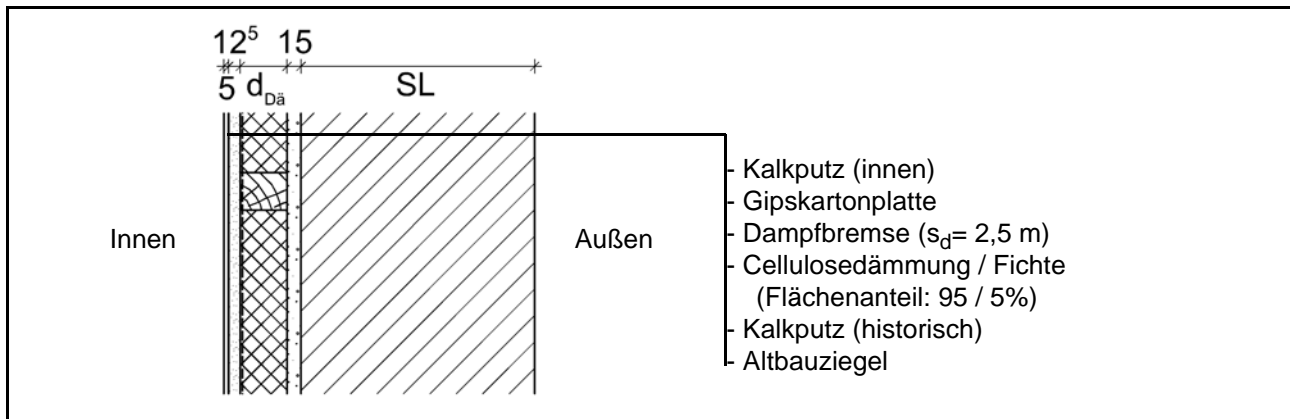 12⁵ 15
5 d_Dä SL
Innen
Außen
- Kalkputz (innen)
- Gipskartonplatte
- Dampfbremse (s_d= 2,5 m)
- Cellulosedämmung / Fichte
(Flächenanteil: 95 / 5%)
- Kalkputz (historisch)
- Altbauziegel